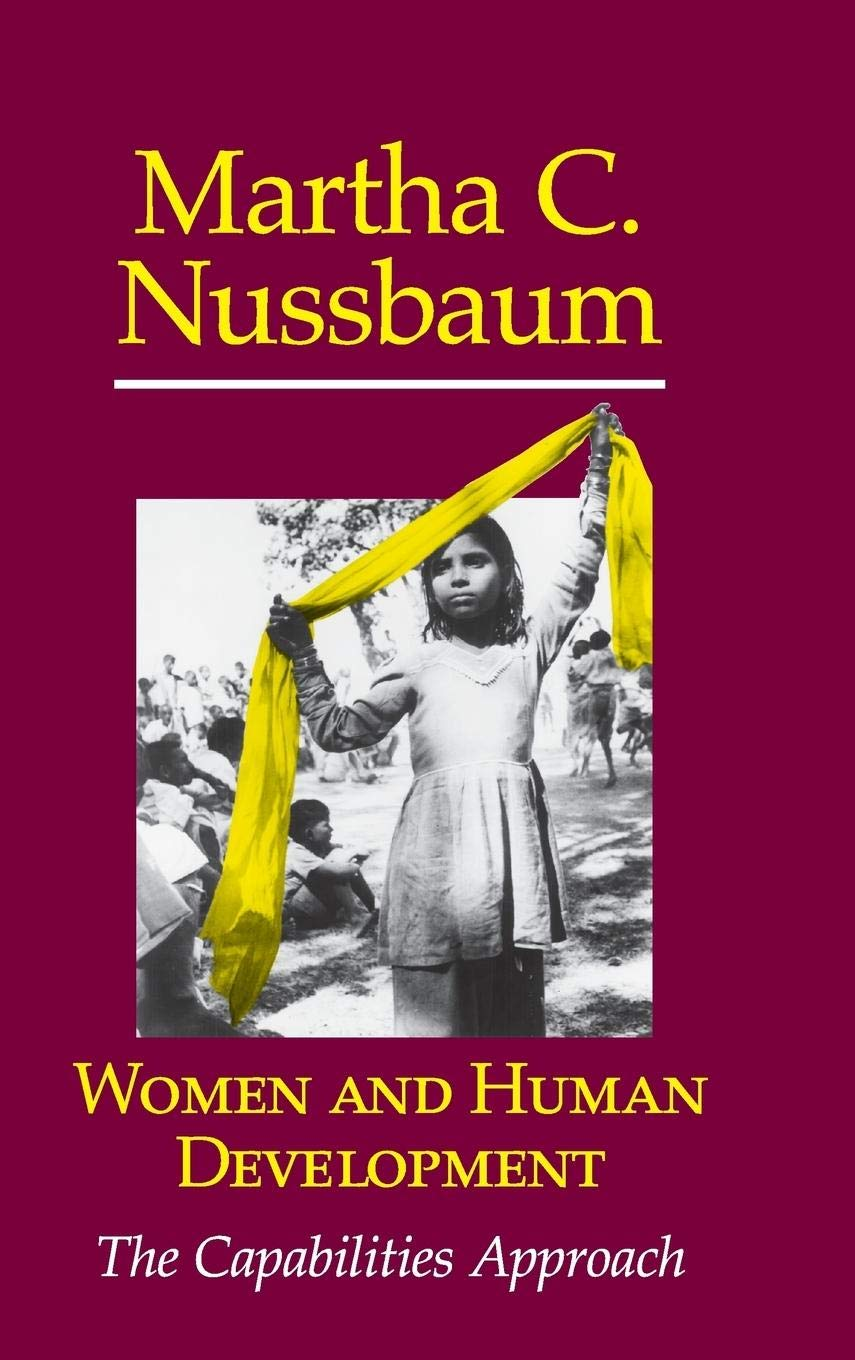 Martha C.
Nussbaum
Women and Human
Development
The Capabilities Approach